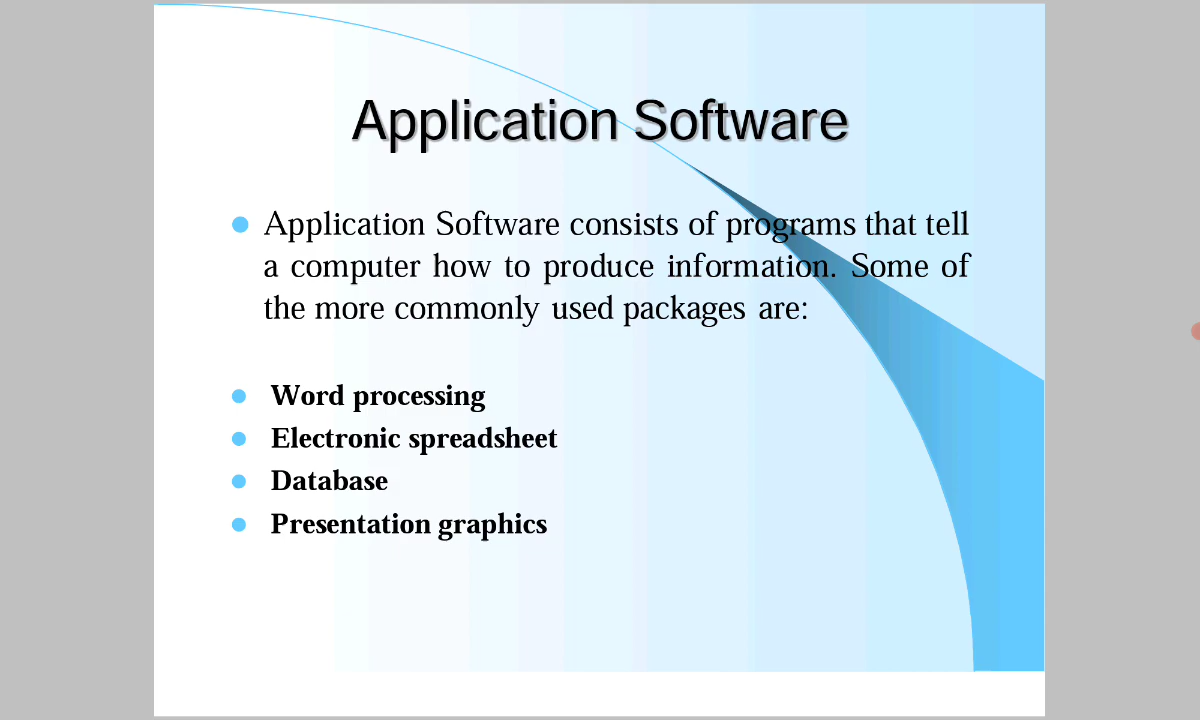 Application Software
Application Software consists of programs that tell
a computer how to produce information. Some of
the more commonly used packages are:
Word processing
Electronic spreadsheet
Database
Presentation graphics